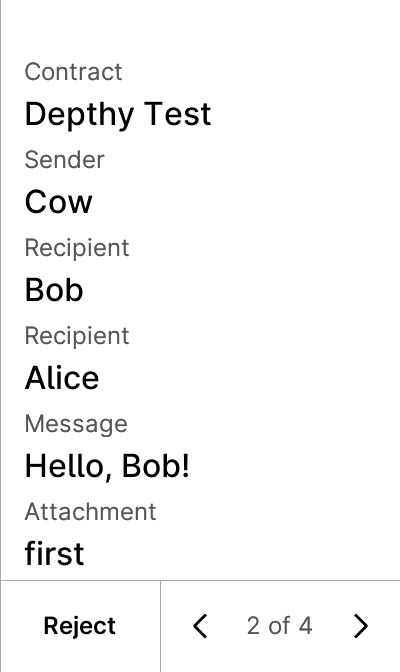 Contract
Depthy Test
Sender
Cow
Recipient
Bob
Recipient
Alice
Message
Hello, Bob!
Attachment
first
Reject
2 of 4